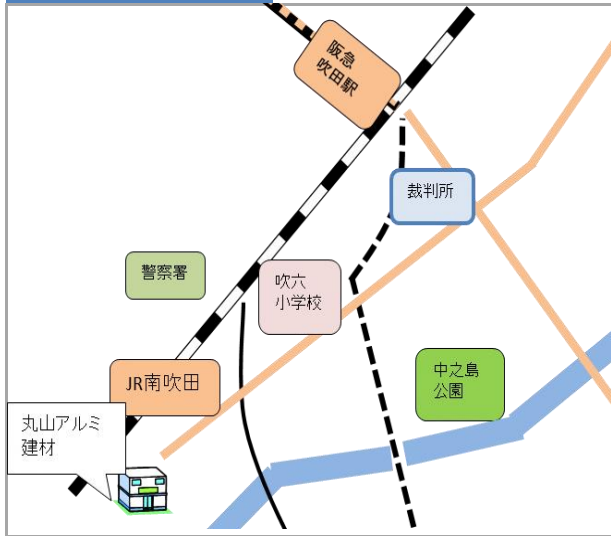 阪急
吹田駅
裁判所
警察署
吹六
小学校
JR南吹田
中之島
公園
丸山アルミ
建材